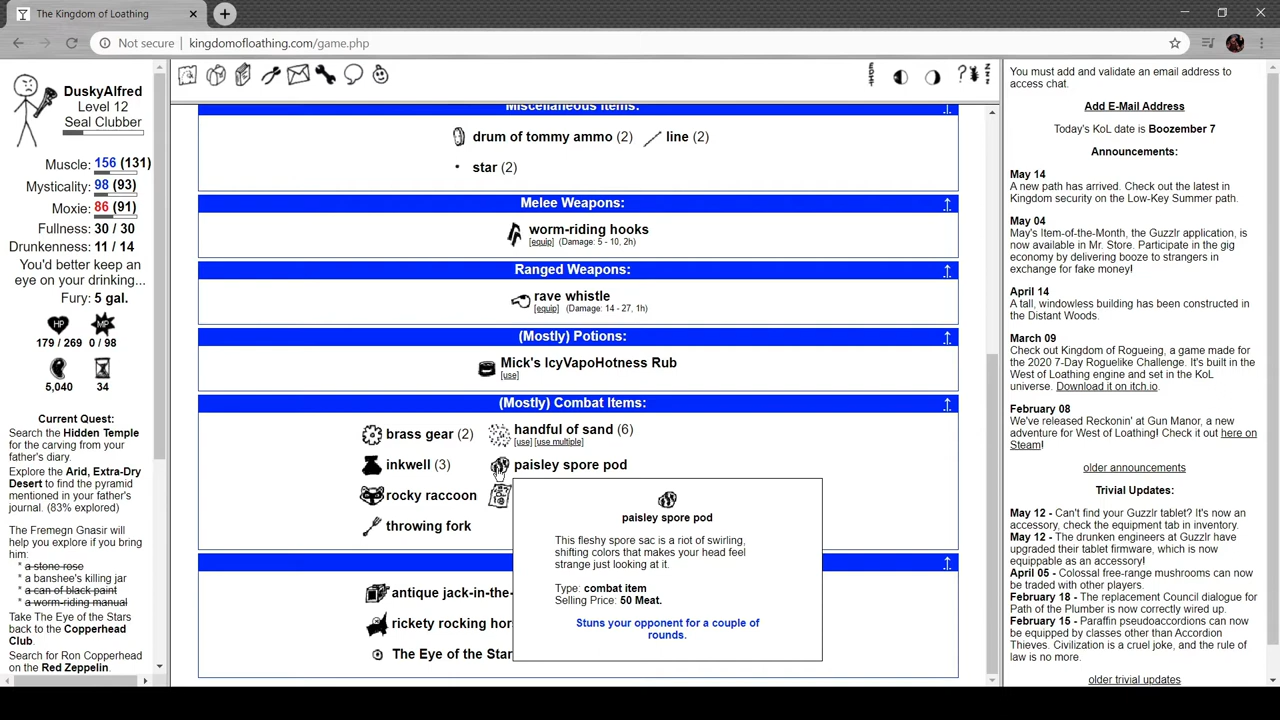 The Kingdom of Loathing
Not secure | kingdomofloathing.com/game.php
DuskyAlfred
Level 12
Seal Clubber
Muscle: 156 (131)
Mysticality: 98 (93)
Moxie: 86 (91)
Fullness: 30 / 30
Drunkenness: 11 / 14
You'd better keep an
eye on your drinking...
Fury: 5 gal.
HP
MP
179 / 269
0 / 98
5,040
34
Current Quest:
Search the Hidden Temple
for the carving from your
father's diary.
Explore the Arid, Extra-Dry
Desert to find the pyramid
mentioned in your father's
journal. (83% explored)
The Fremegn Gnasir will
help you explore if you bring
him:
* a stone rose
* a banshee's killing jar
* a can of black paint
* a worm-riding manual
Take The Eye of the Stars
back to the Copperhead
Club.
Search for Ron Copperhead
on the Red Zeppelin.
Miscellaneous Items:
drum of tommy ammo (2)
line (2)
star (2)
Melee Weapons:
worm-riding hooks
[equip] (Damage: 5 - 10, 2h)
Ranged Weapons:
rave whistle
[equip] (Damage: 14 - 27, 1h)
(Mostly) Potions:
Mick's IcyVapoHotness Rub
[use]
(Mostly) Combat Items:
brass gear (2)
handful of sand (6)
[use] [use multiple]
inkwell (3)
paisley spore pod
rocky raccoon
throwing fork
antique jack-in-the-
rickety rocking hor
The Eye of the Star
paisley spore pod
This fleshy spore sac is a riot of swirling,
shifting colors that makes your head feel
strange just looking at it.
Type: combat item
Selling Price: 50 Meat.
Stuns your opponent for a couple of
rounds.
You must add and validate an email address to
access chat.
Add E-Mail Address
Today's KoL date is Boozember 7
Announcements:
May 14
A new path has arrived. Check out the latest in
Kingdom security on the Low-Key Summer path.
May 04
May's Item-of-the-Month, the Guzzlr application, is
now available in Mr. Store. Participate in the gig
economy by delivering booze to strangers in
exchange for fake money!
April 14
A tall, windowless building has been constructed in
the Distant Woods.
March 09
Check out Kingdom of Rogueing, a game made for
the 2020 7-Day Roguelike Challenge. It's built in the
West of Loathing engine and set in the KoL
universe. Download it on itch.io.
February 08
We've released Reckonin' at Gun Manor, a new
adventure for West of Loathing! Check it out here on
Steam!
older announcements
Trivial Updates:
May 12 - Can't find your Guzzlr tablet? It's now an
accessory, check the equipment tab in inventory.
May 12 - The drunken engineers at Guzzlr have
upgraded their tablet firmware, which is now
equippable as an accessory!
April 05 - Colossal free-range mushrooms can now
be traded with other players.
February 18 - The replacement Council dialogue for
Path of the Plumber is now correctly wired up.
February 15 - Paraffin pseudoaccordions can now
be equipped by classes other than Accordion
Thieves. Civilization is a cruel joke, and the rule of
law is no more.
older trivial updates